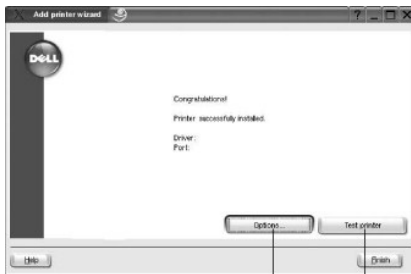 Add printer wizard
DELL
Congratulations!
Printer successfully installed.
Driver:
Port:
Options...
Test printer
Help
Finish